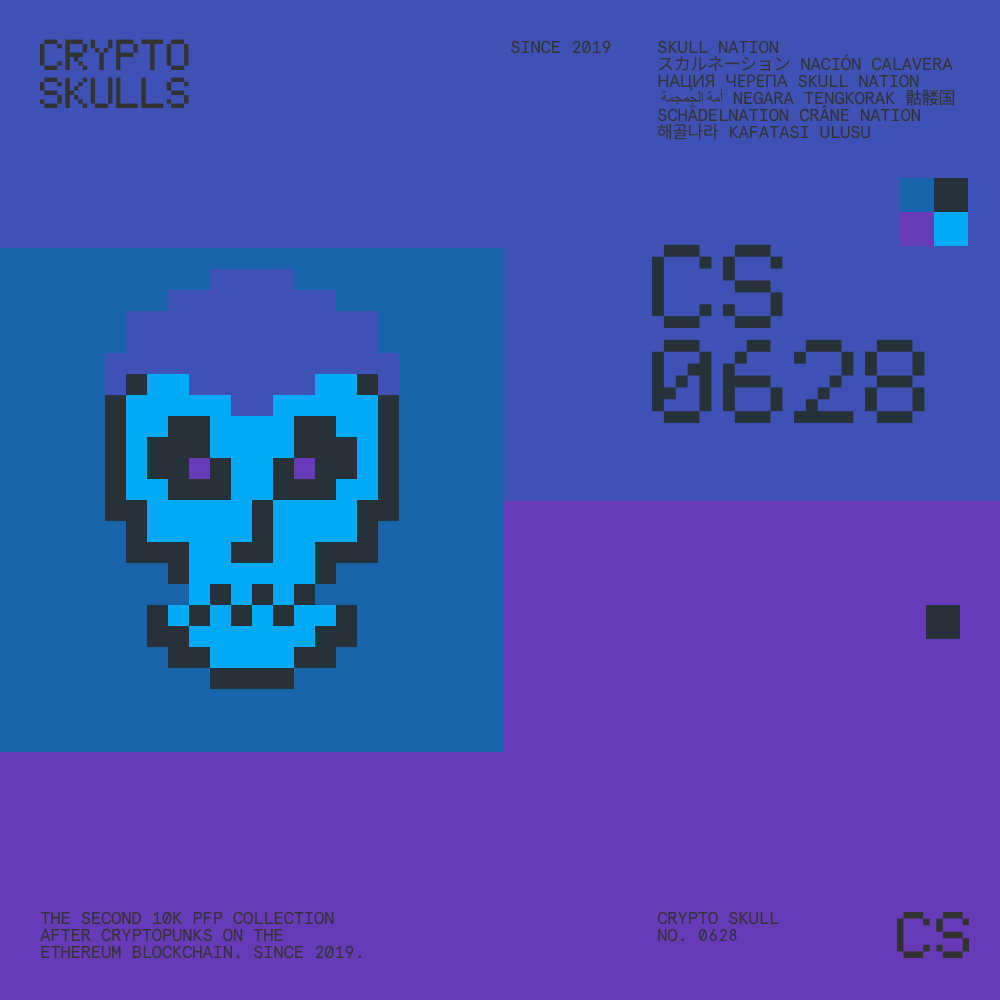 CRYPTO
SKULLS
SINCE 2019
SKULL NATION
スカルネーション NACIÓN CALAVERA
НАЦИЯ ЧЕРЕПА SKULL NATION
أمة الجمجمة NEGARA TENGKORAK 骷髅国
SCHÄDELNATION CRÂNE NATION
해골나라 KAFATASI ULUSU
CS
0628
THE SECOND 10K PFP COLLECTION
AFTER CRYPTOPUNKS ON THE
ETHEREUM BLOCKCHAIN. SINCE 2019.
CRYPTO SKULL
NO. 0628
CS